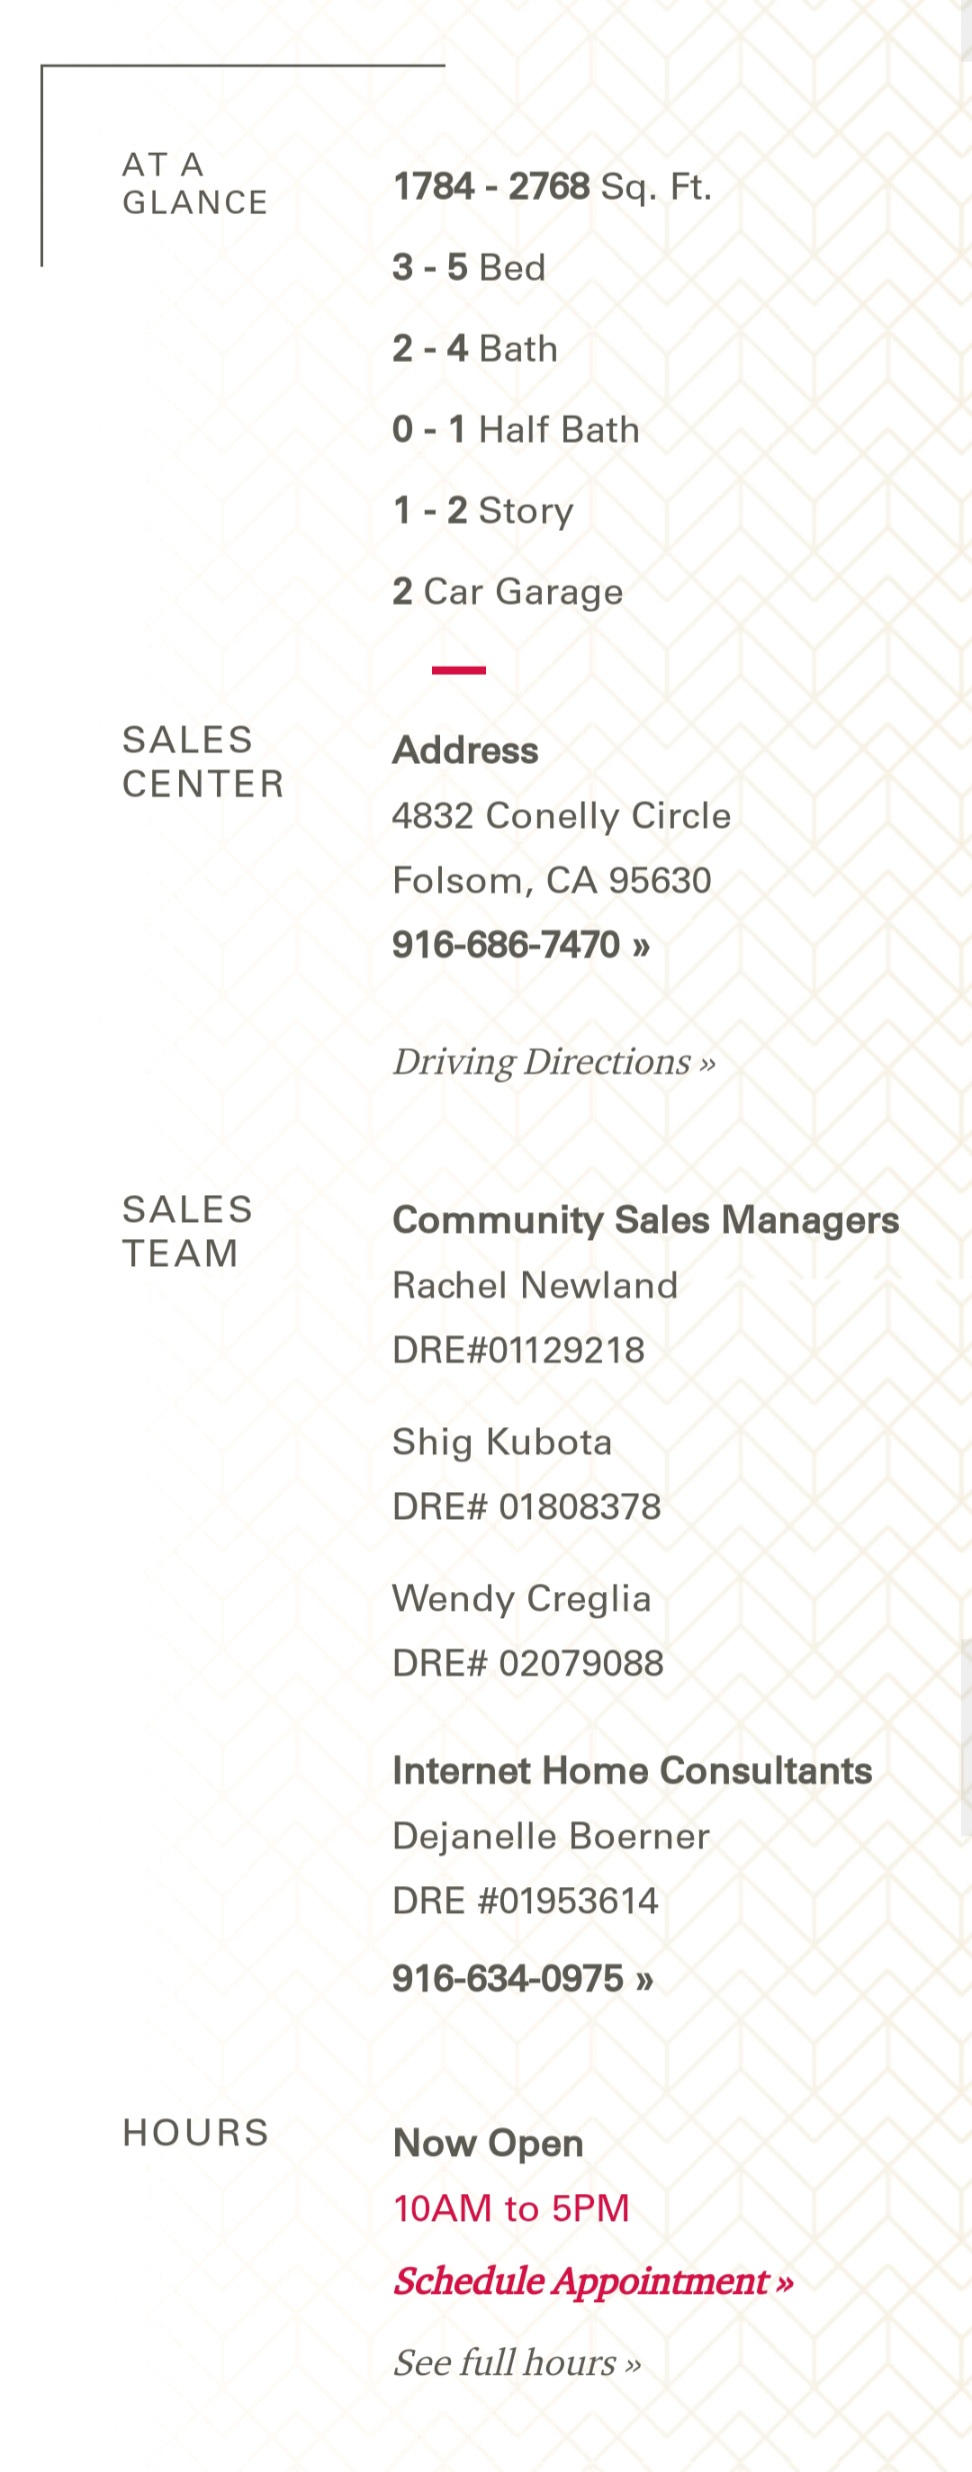 AT A
GLANCE
1784 - 2768 Sq. Ft.
3 - 5 Bed
2 - 4 Bath
0 - 1 Half Bath
1 - 2 Story
2 Car Garage
SALES
CENTER
Address
4832 Conelly Circle
Folsom, CA 95630
916-686-7470 »
Driving Directions »
SALES
TEAM
Community Sales Managers
Rachel Newland
DRE#01129218
Shig Kubota
DRE# 01808378
Wendy Creglia
DRE# 02079088
Internet Home Consultants
Dejanelle Boerner
DRE #01953614
916-634-0975 »
HOURS
Now Open
10AM to 5PM
Schedule Appointment »
See full hours »